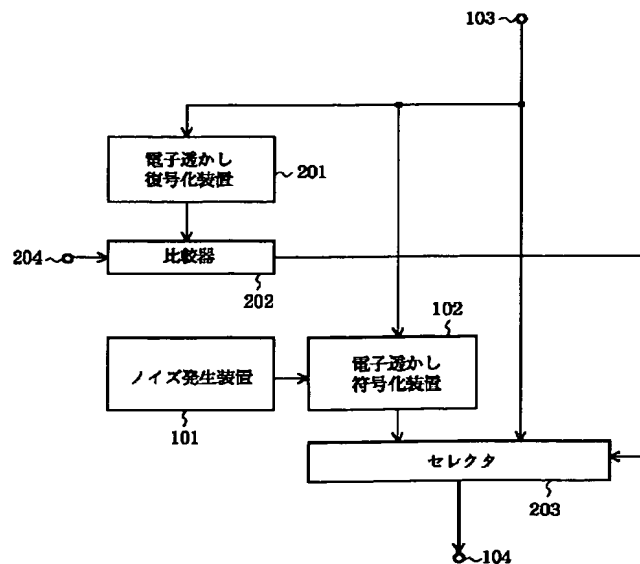 103
電子透かし
復号化装置
201
204
比較器
202
102
ノイズ発生装置
電子透かし
符号化装置
101
セレクタ
203
104